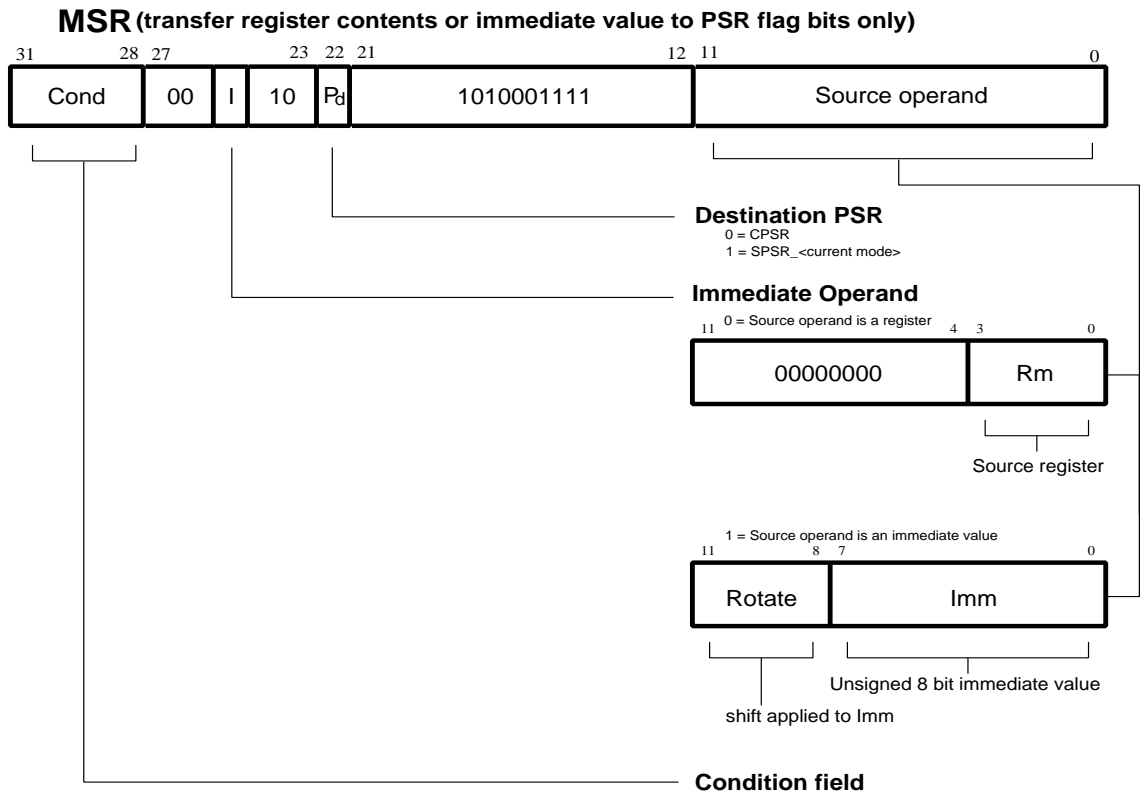 MSR (transfer register contents or immediate value to PSR flag bits only)
31 28 27 23 22 21 12 11 0
Cond 00 I 10 Pd 1010001111 Source operand
Destination PSR
0 = CPSR
1 = SPSR_<current mode>
Immediate Operand
0 = Source operand is a register
11 4 3 0
00000000 Rm
Source register
1 = Source operand is an immediate value
11 8 7 0
Rotate Imm
Unsigned 8 bit immediate value
shift applied to Imm
Condition field